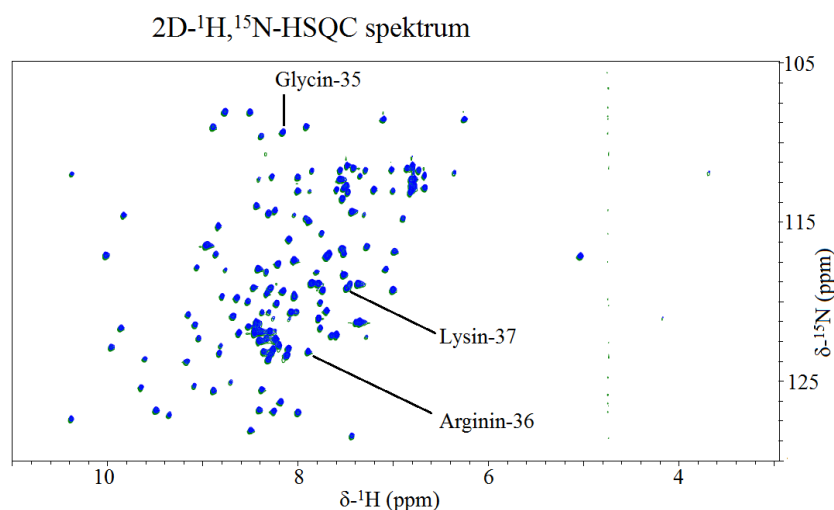 2D-¹H,¹⁵N-HSQC spektrum
105
Glycin-35
115
Lysin-37
125
Arginin-36
10
8
6
4
δ-¹H (ppm)
δ-¹⁵N (ppm)